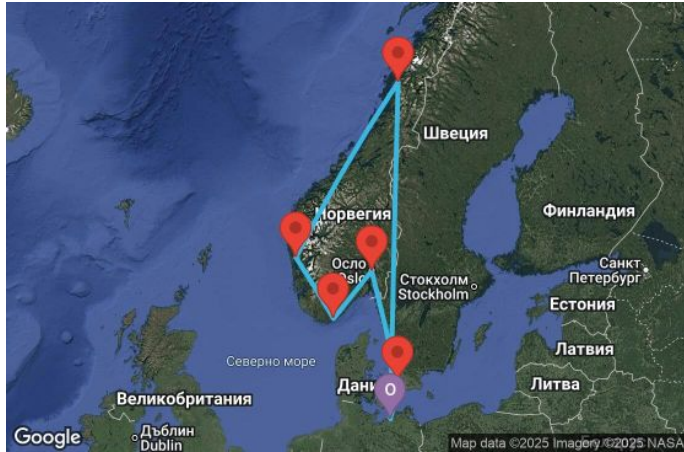 Швеция
Норвегия
Финландия
Осло
Oslo
Санкт
Петербург
Стокхолм
Stockholm
Естония
Северно море
Латвия
Дани
Литва
Великобритания
O
Дъблин
Dublin
Google
Map data ©2025 Imagery ©2025 NASA